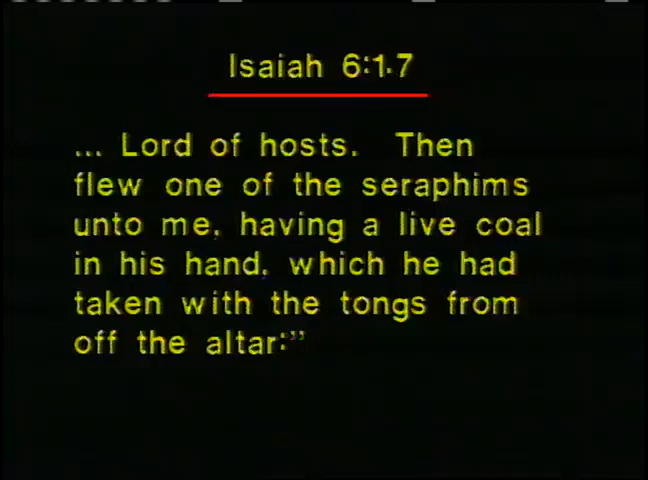 Isaiah 6:1.7
... Lord of hosts. Then
flew one of the seraphims
unto me, having a live coal
in his hand, which he had
taken with the tongs from
off the altar:”